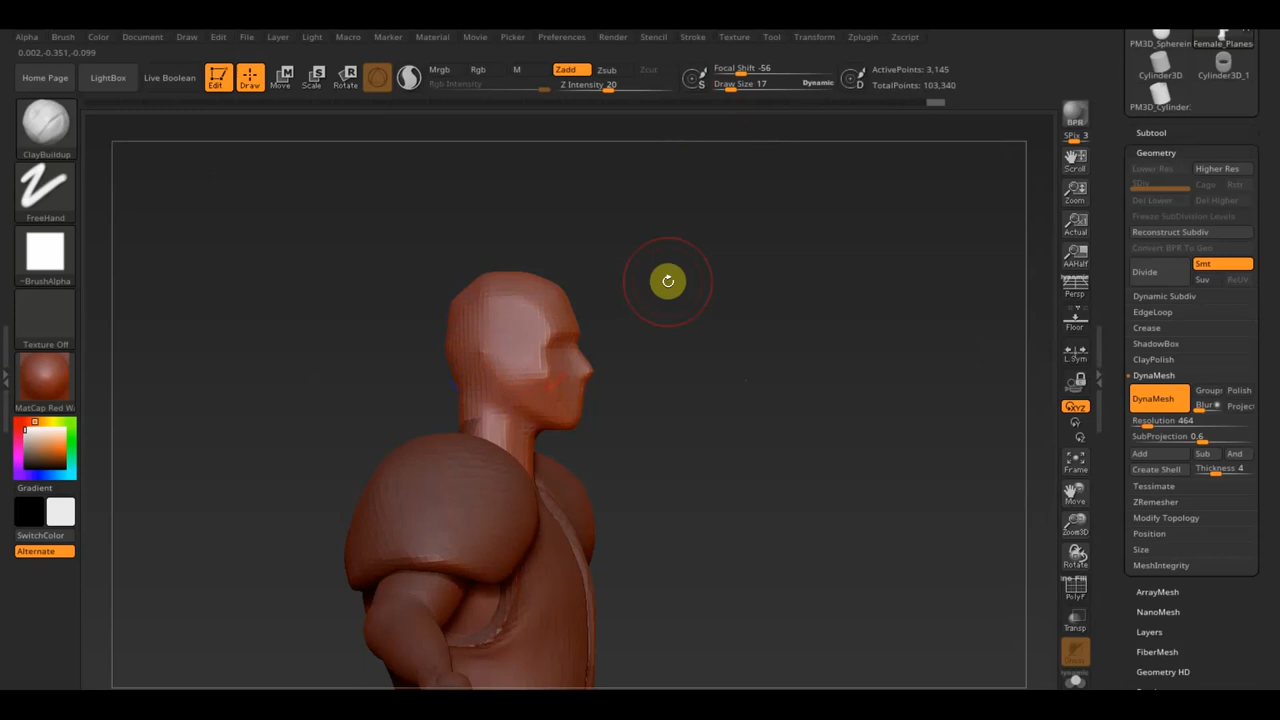 Alpha Brush Color Document Draw Edit File Layer Light Macro Marker Material Movie Picker Preferences Render Stencil Stroke Texture Tool Transform Zplugin Zscript
0.002,-0.351,-0.099
Home Page LightBox Live Boolean Edit Draw Move Scale Rotate
Mrgb Rgb M Zadd Zsub Zcut
Rgb Intensity Z Intensity 20
Focal Shift -56
Draw Size 17 Dynamic
S
D
ActivePoints: 3,145
TotalPoints: 103,340
ClayBuildup
FreeHand
~BrushAlpha
Texture Off
MatCap Red Wa
Gradient
SwitchColor
Alternate
BPR
SPix 3
Scroll
Zoom
Actual
AAHalf
Dynamic
Persp
Floor
L.Sym
XYZ
Y
Z
Frame
Move
Zoom3D
Rotate
PolyF
Transp
Dynamic
PM3D_Spherein Female_Planes
Cylinder3D Cylinder3D_1
PM3D_Cylinder
Subtool
Geometry
Lower Res Higher Res
SDiv Cage Rstr
Del Lower Del Higher
Freeze SubDivision Levels
Reconstruct Subdiv
Convert BPR To Geo
Divide Smt
Suv ReUV
Dynamic Subdiv
EdgeLoop
Crease
ShadowBox
ClayPolish
DynaMesh
DynaMesh Groups Polish
Blur Project
Resolution 464
SubProjection 0.6
Add Sub And
Create Shell Thickness 4
Tessimate
ZRemesher
Modify Topology
Position
Size
MeshIntegrity
ArrayMesh
NanoMesh
Layers
FiberMesh
Geometry HD